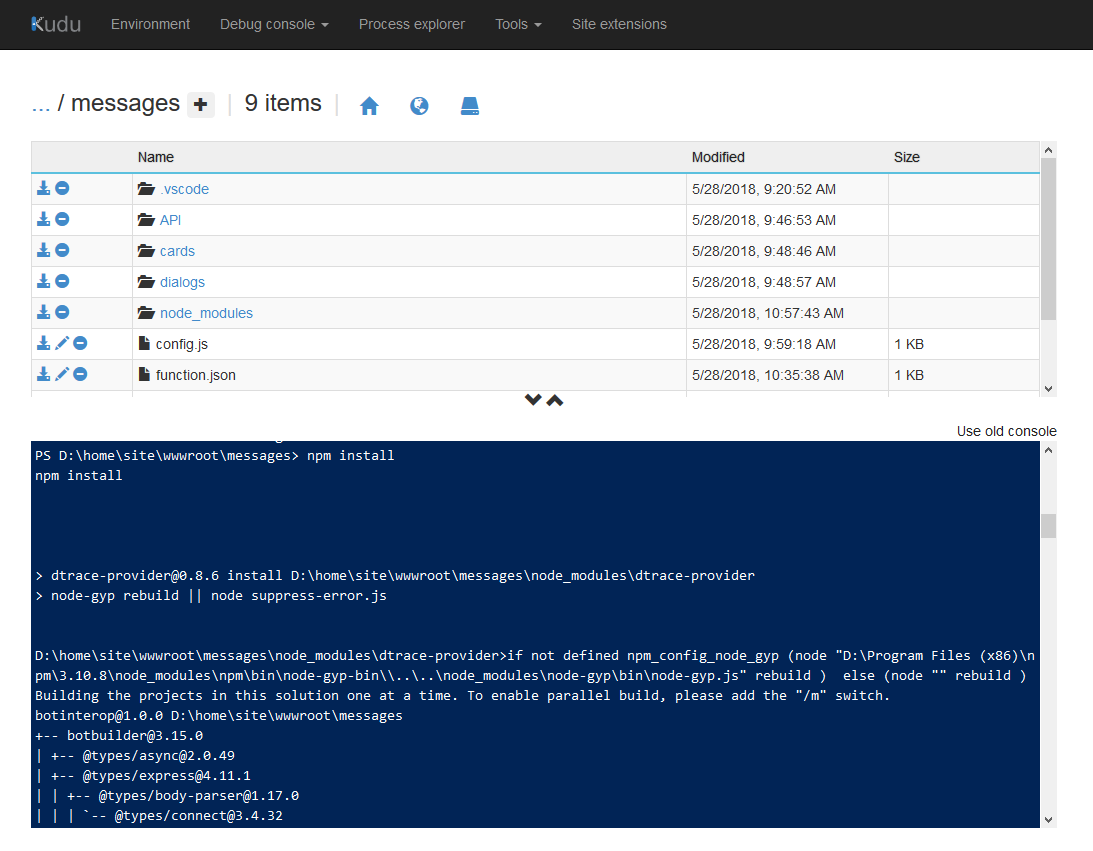 Kudu Environment Debug console Process explorer Tools Site extensions
... / messages + | 9 items |
Name Modified Size
.vscode 5/28/2018, 9:20:52 AM
API 5/28/2018, 9:46:53 AM
cards 5/28/2018, 9:48:46 AM
dialogs 5/28/2018, 9:48:57 AM
node_modules 5/28/2018, 10:57:43 AM
config.js 5/28/2018, 9:59:18 AM 1 KB
function.json 5/28/2018, 10:35:38 AM 1 KB
Use old console
PS D:\home\site\wwwroot\messages> npm install
npm install
> dtrace-provider@0.8.6 install D:\home\site\wwwroot\messages\node_modules\dtrace-provider
> node-gyp rebuild || node suppress-error.js
D:\home\site\wwwroot\messages\node_modules\dtrace-provider>if not defined npm_config_node_gyp (node "D:\Program Files (x86)\n
pm\3.10.8\node_modules\npm\bin\node-gyp-bin\\..\..\node_modules\node-gyp\bin\node-gyp.js" rebuild )  else (node "" rebuild )
Building the projects in this solution one at a time. To enable parallel build, please add the "/m" switch.
botinterop@1.0.0 D:\home\site\wwwroot\messages
+-- botbuilder@3.15.0
| +-- @types/async@2.0.49
| +-- @types/express@4.11.1
| | +-- @types/body-parser@1.17.0
| | | `-- @types/connect@3.4.32